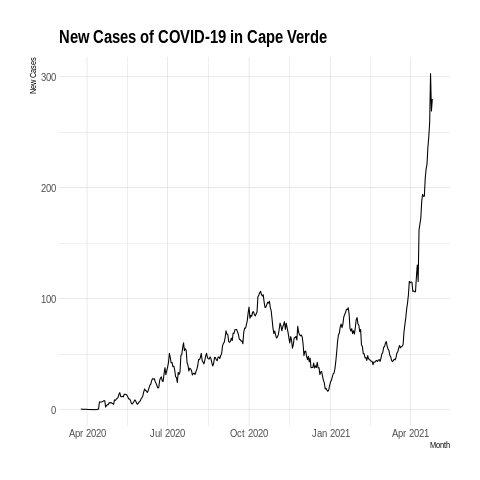 New Cases of COVID-19 in Cape Verde
New Cases
300
200
100
0
Apr 2020 Jul 2020 Oct 2020 Jan 2021 Apr 2021
Month